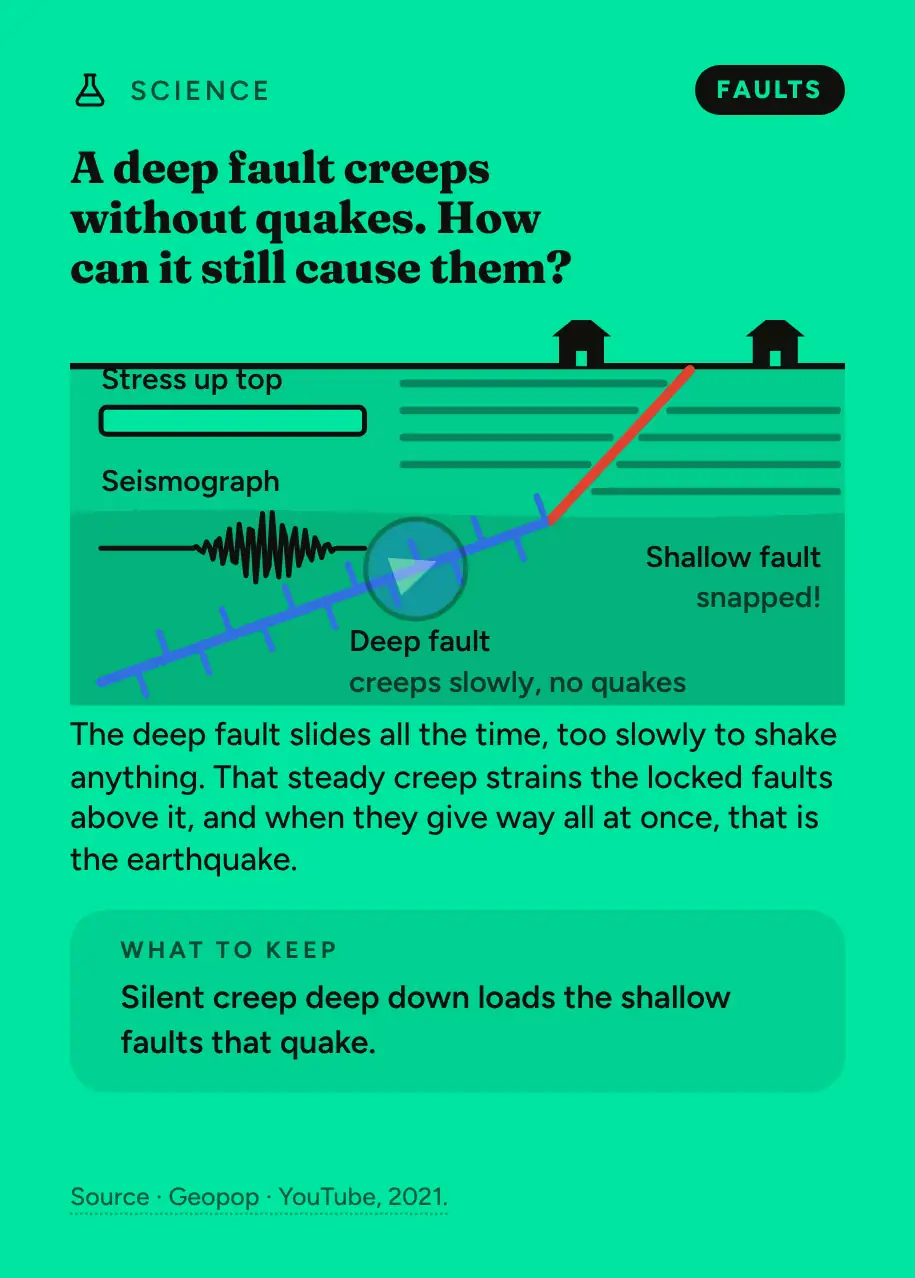 SCIENCE
FAULTS
A deep fault creeps
without quakes. How
can it still cause them?
Stress up top
Seismograph
Shallow fault
snapped!
Deep fault
creeps slowly, no quakes
The deep fault slides all the time, too slowly to shake
anything. That steady creep strains the locked faults
above it, and when they give way all at once, that is
the earthquake.
WHAT TO KEEP
Silent creep deep down loads the shallow
faults that quake.
Source · Geopop · YouTube, 2021.